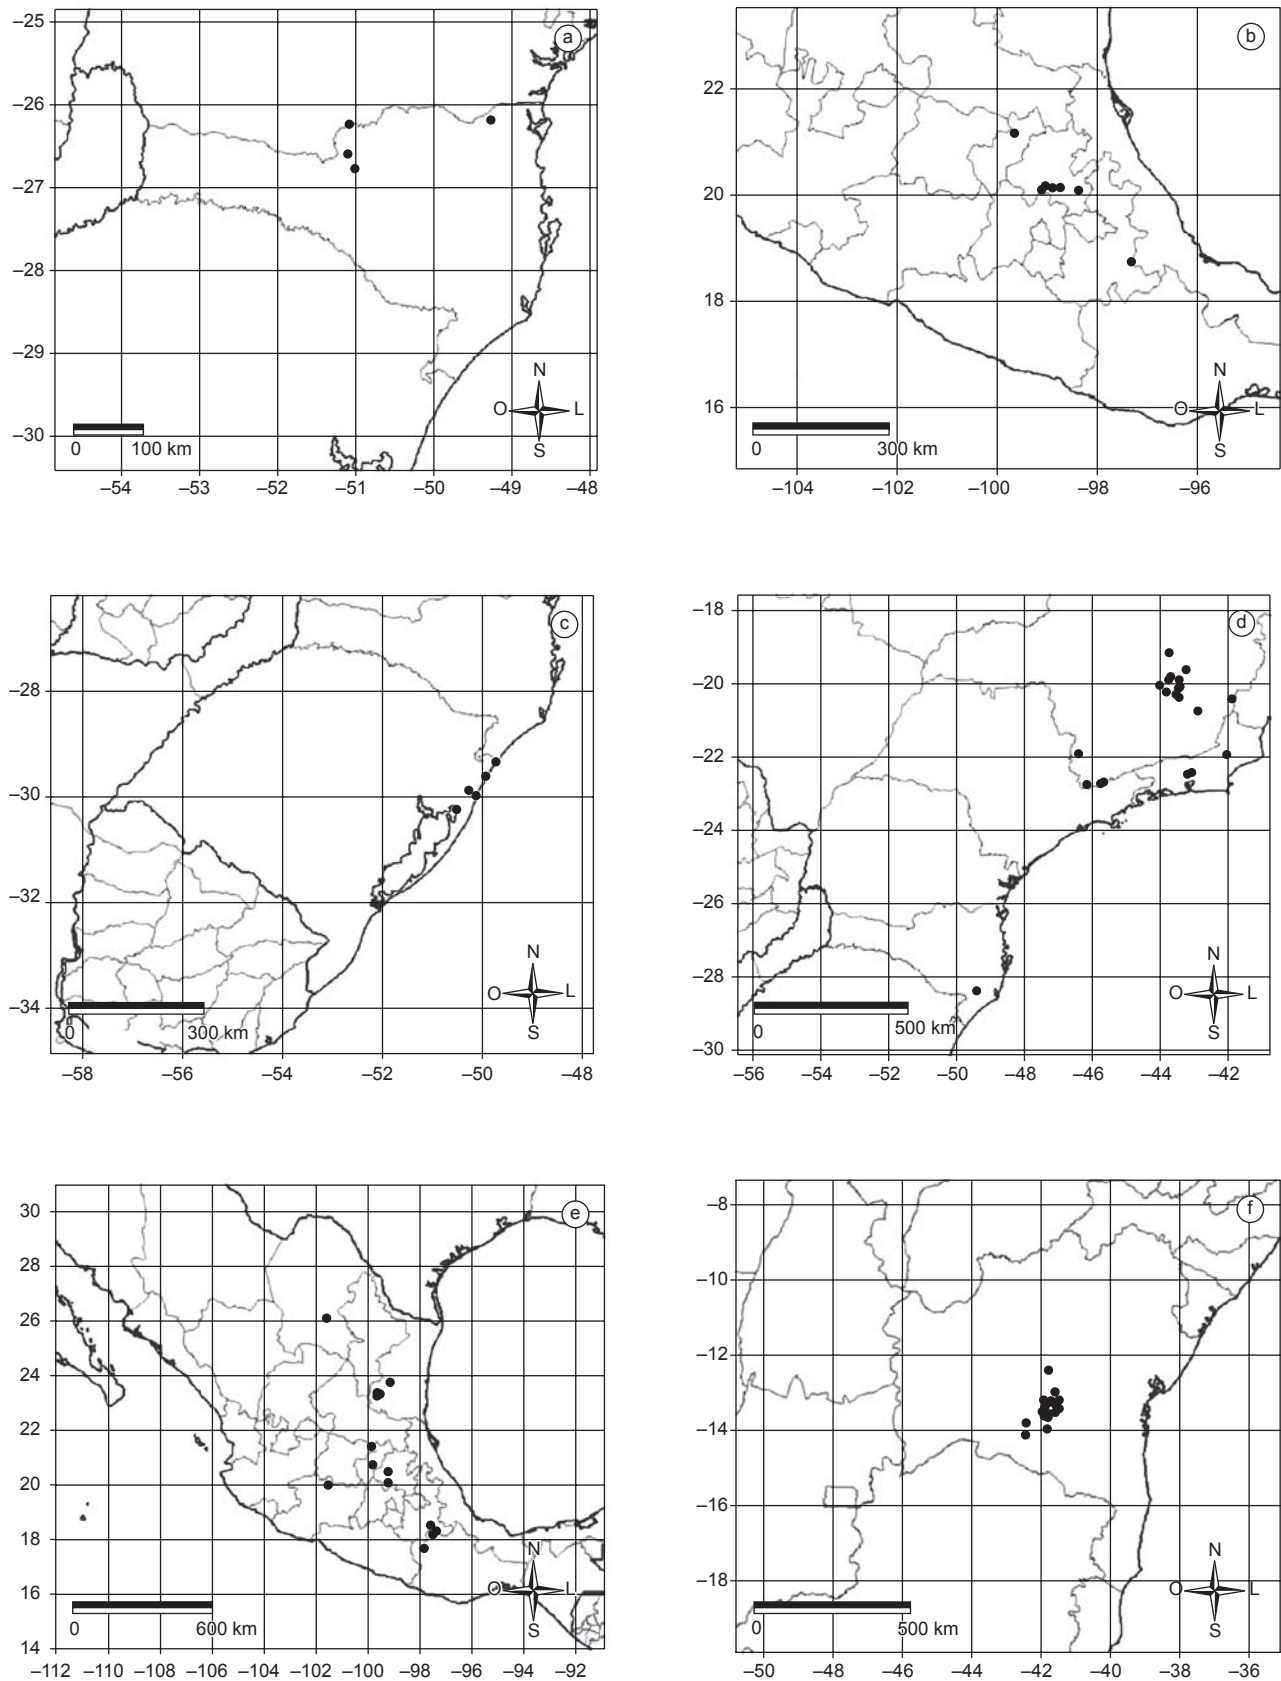 a
–25
–26
–27
–28
–29
–30
N
O L
S
0 100 km
–54 –53 –52 –51 –50 –49 –48
b
22
20
18
16
N
O L
S
0 300 km
–104 –102 –100 –98 –96
c
–28
–30
–32
–34
N
O L
S
0 300 km
–58 –56 –54 –52 –50 –48
d
–18
–20
–22
–24
–26
–28
–30
N
O L
S
0 500 km
–56 –54 –52 –50 –48 –46 –44 –42
e
30
28
26
24
22
20
18
16
14
N
O L
S
0 600 km
–112 –110 –108 –106 –104 –102 –100 –98 –96 –94 –92
f
–8
–10
–12
–14
–16
–18
N
O L
S
0 500 km
–50 –48 –46 –44 –42 –40 –38 –36